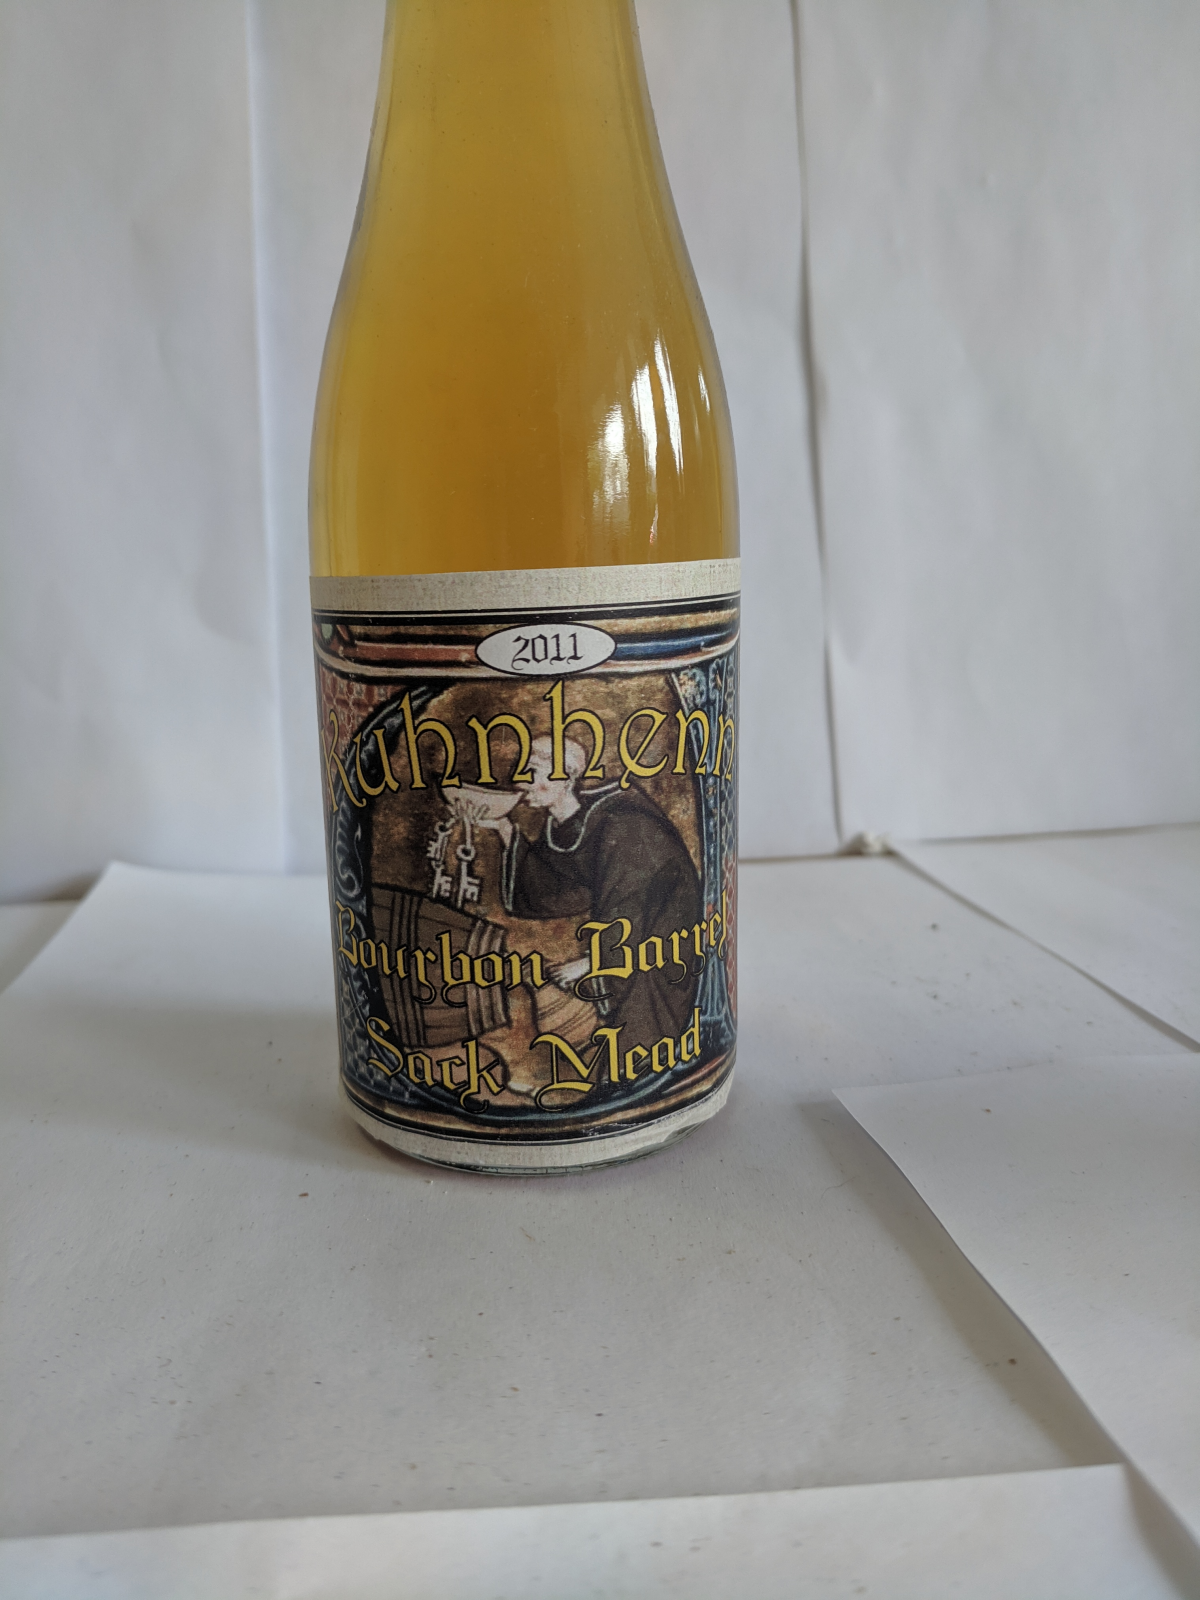 2011
Kuhnhenn
Bourbon Barrel
Sack Mead